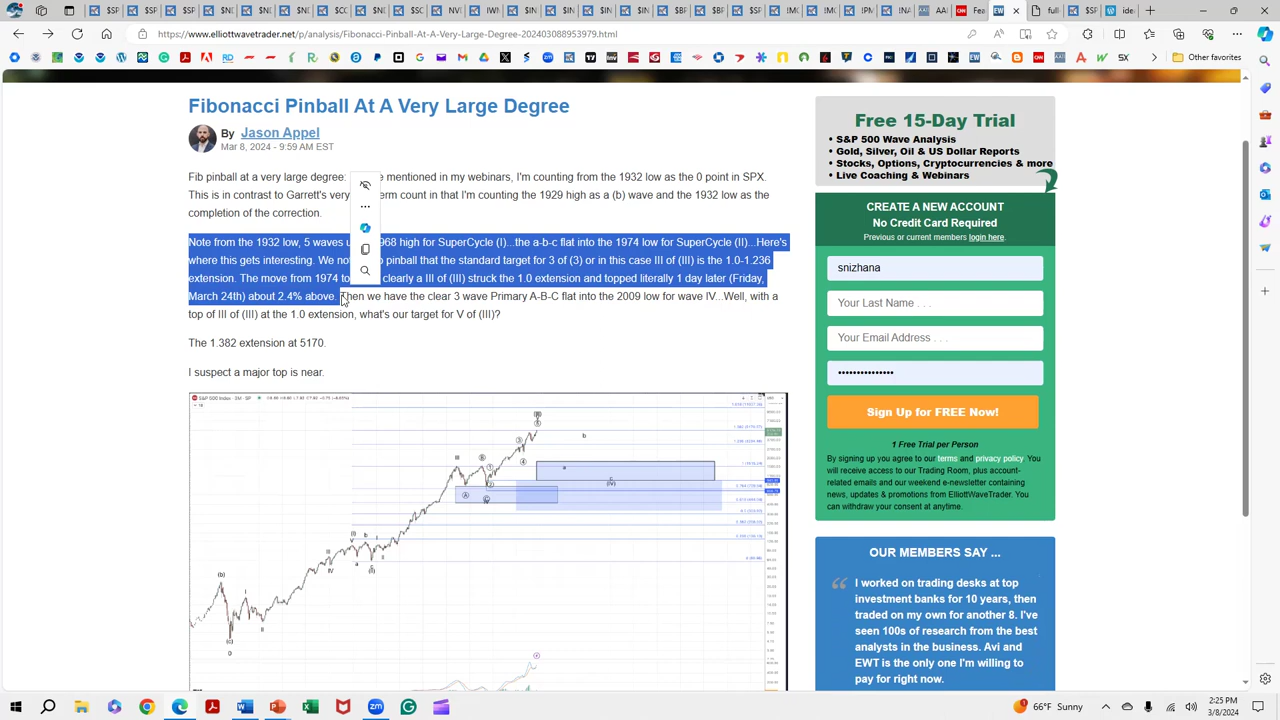 https://www.elliottwavetrader.net/p/analysis/Fibonacci-Pinball-At-A-Very-Large-Degree-202403088953979.html
Other favorites
Fibonacci Pinball At A Very Large Degree
By Jason Appel
Mar 8, 2024 - 9:59 AM EST
Fib pinball at a very large degree: e mentioned in my webinars, I'm counting from the 1932 low as the 0 point in SPX.
This is in contrast to Garrett's very erm count in that I'm counting the 1929 high as a (b) wave and the 1932 low as the
completion of the correction.
Note from the 1932 low, 5 waves u 968 high for SuperCycle (I)...the a-b-c flat into the 1974 low for SuperCycle (II)...Here's
where this gets interesting. We no pinball that the standard target for 3 of (3) or in this case III of (III) is the 1.0-1.236
extension. The move from 1974 to clearly a III of (III) struck the 1.0 extension and topped literally 1 day later (Friday,
March 24th) about 2.4% above. Then we have the clear 3 wave Primary A-B-C flat into the 2009 low for wave IV...Well, with a
top of III of (III) at the 1.0 extension, what's our target for V of (III)?
The 1.382 extension at 5170.
I suspect a major top is near.
Free 15-Day Trial
• S&P 500 Wave Analysis
• Gold, Silver, Oil & US Dollar Reports
• Stocks, Options, Cryptocurrencies & more
• Live Coaching & Webinars
CREATE A NEW ACCOUNT
No Credit Card Required
Previous or current members login here.
snizhana
Your Last Name . . .
Your Email Address . . .
•••••••••••••••
Sign Up for FREE Now!
1 Free Trial per Person
By signing up you agree to our terms and privacy policy. You
will receive access to our Trading Room, plus account-
related emails and our weekend e-newsletter containing
news, updates & promotions from ElliottWaveTrader. You
can withdraw your consent at anytime.
OUR MEMBERS SAY ...
I worked on trading desks at top
investment banks for 10 years, then
traded on my own for another 8. I've
seen 100s of research from the best
analysts in the business. Avi and
EWT is the only one I'm willing to
pay for right now.
66°F Sunny
2:25 PM
3/8/2024